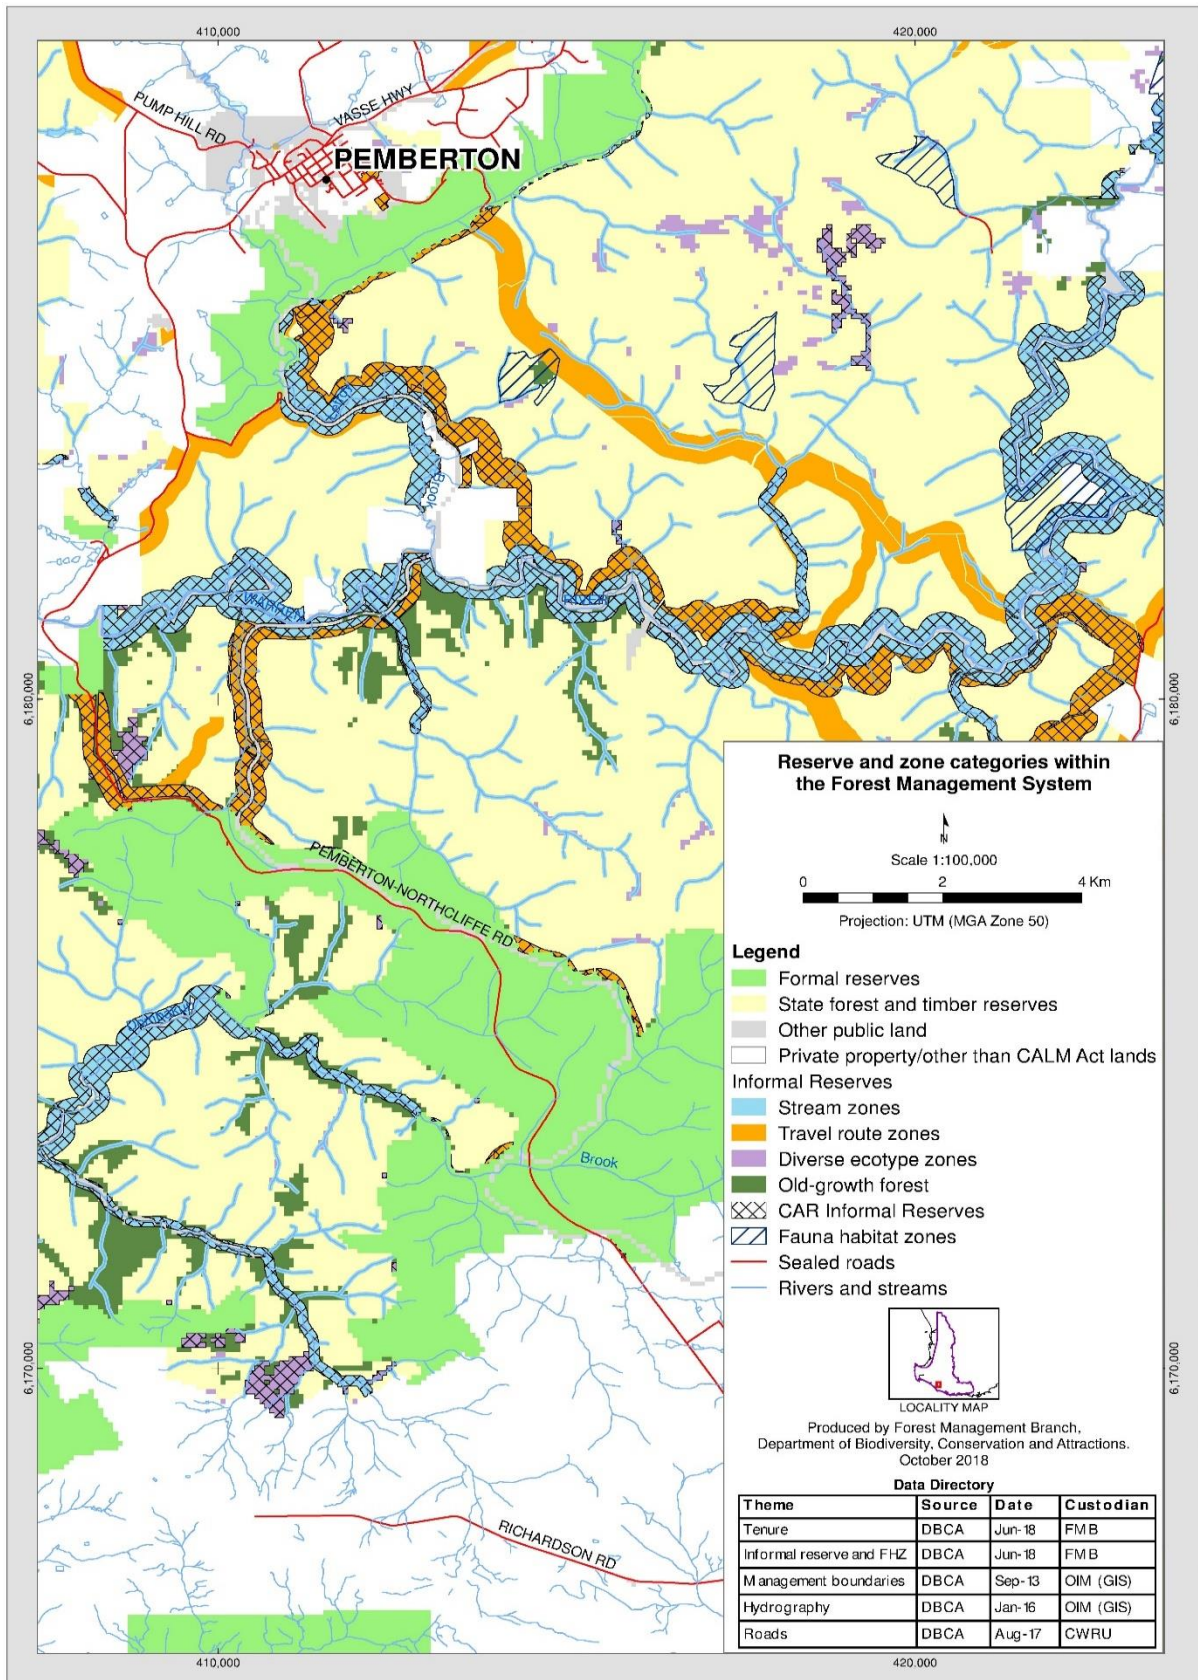 410,000
420,000
PUMP HILL RD
VASSE HWY
PEMBERTON
Brook
WARREN
6,180,000
6,180,000
PEMBERTON-NORTHCLIFFE RD
Brook
6,170,000
6,170,000
RICHARDSON RD
410,000
420,000
Reserve and zone categories within
the Forest Management System
N
Scale 1:100,000
0 2 4 Km
Projection: UTM (MGA Zone 50)
Legend
Formal reserves
State forest and timber reserves
Other public land
Private property/other than CALM Act lands
Informal Reserves
Stream zones
Travel route zones
Diverse ecotype zones
Old-growth forest
CAR Informal Reserves
Fauna habitat zones
Sealed roads
Rivers and streams
LOCALITY MAP
Produced by Forest Management Branch,
Department of Biodiversity, Conservation and Attractions.
October 2018
Data Directory
Theme Source Date Custodian
Tenure DBCA Jun-18 FMB
Informal reserve and FHZ DBCA Jun-18 FMB
Management boundaries DBCA Sep-13 OIM (GIS)
Hydrography DBCA Jan-16 OIM (GIS)
Roads DBCA Aug-17 CWRU